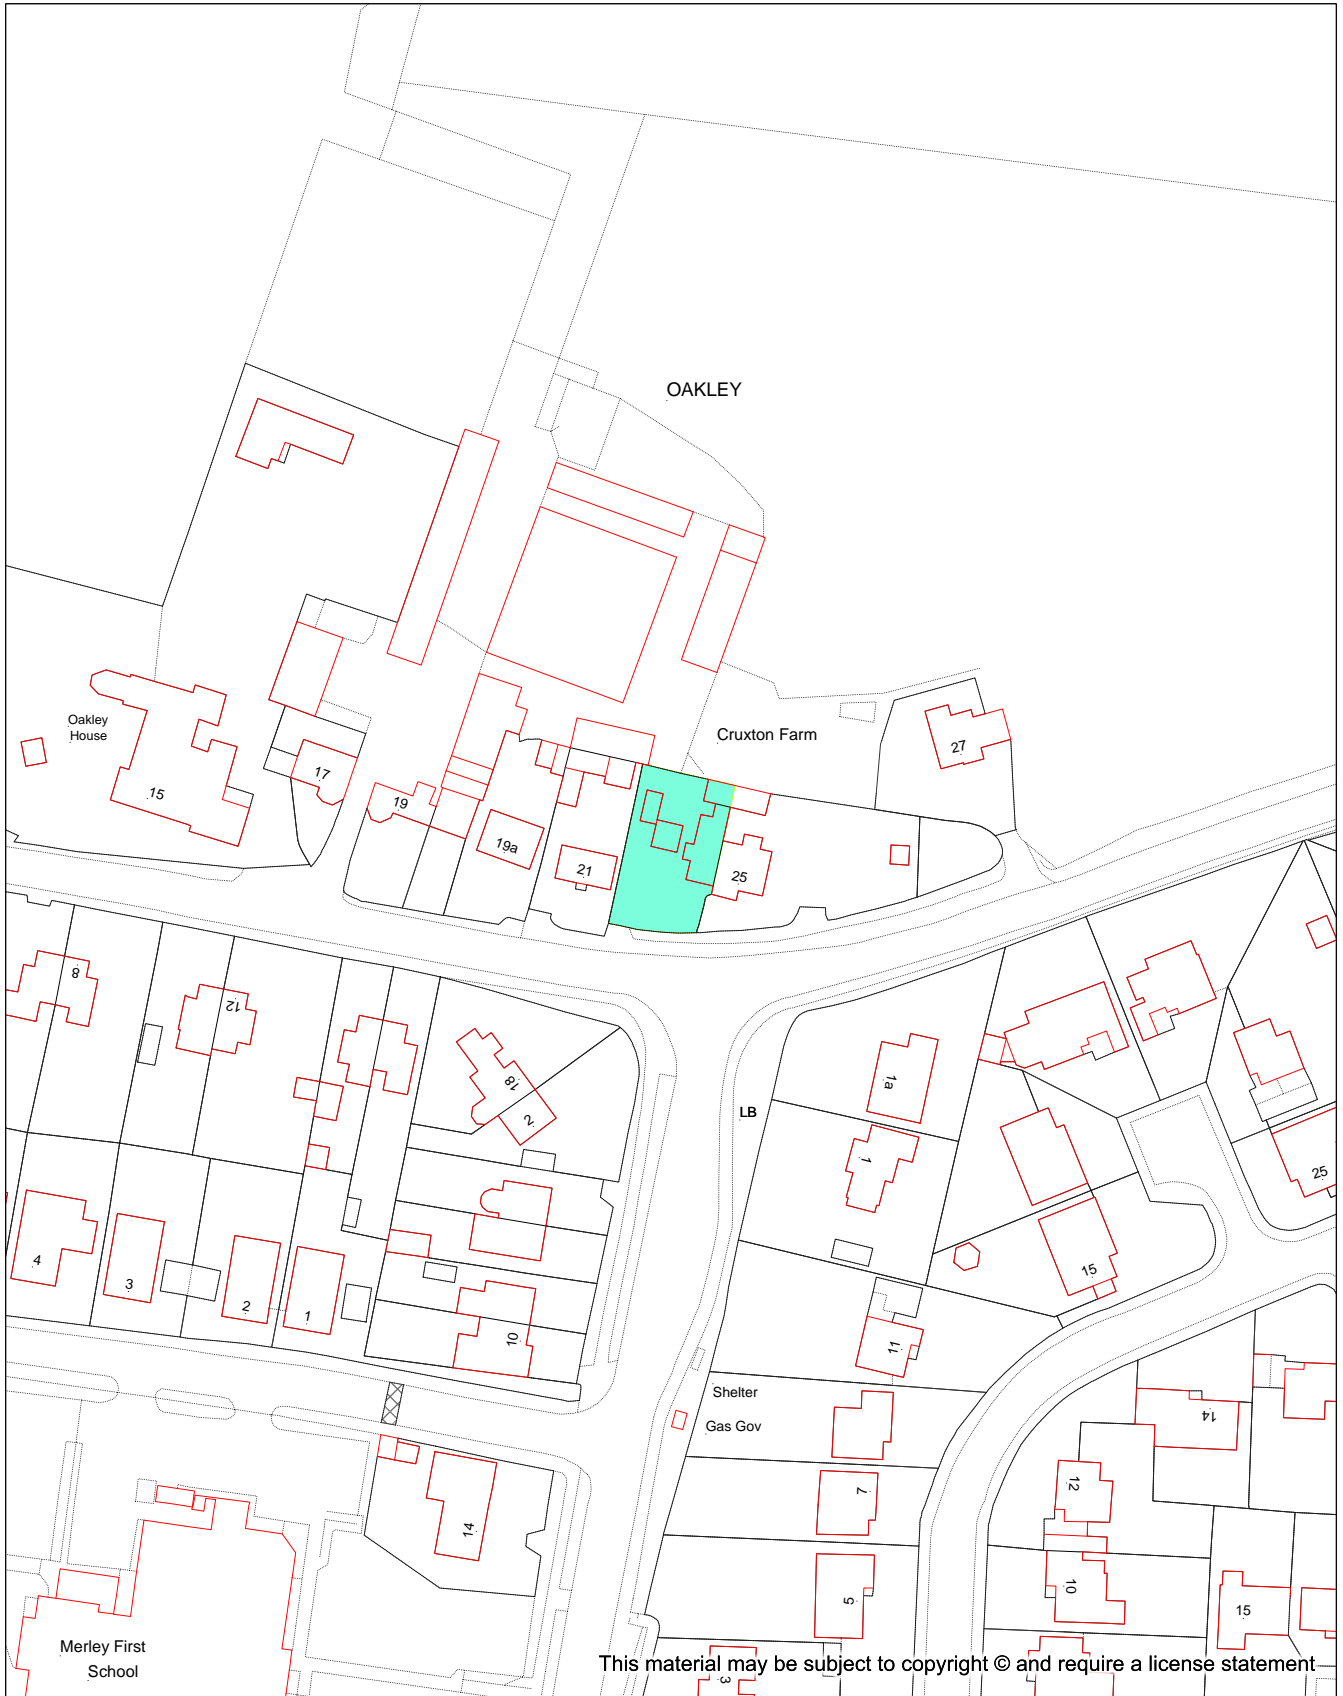 OAKLEY
Oakley
House
15
17
19
19a
21
25
Cruxton Farm
27
8
12
18
2
LB
1a
1
25
15
4
3
2
1
10
11
Shelter
Gas Gov
14
7
5
14
12
10
15
3
Merley First
School
This material may be subject to copyright © and require a license statement